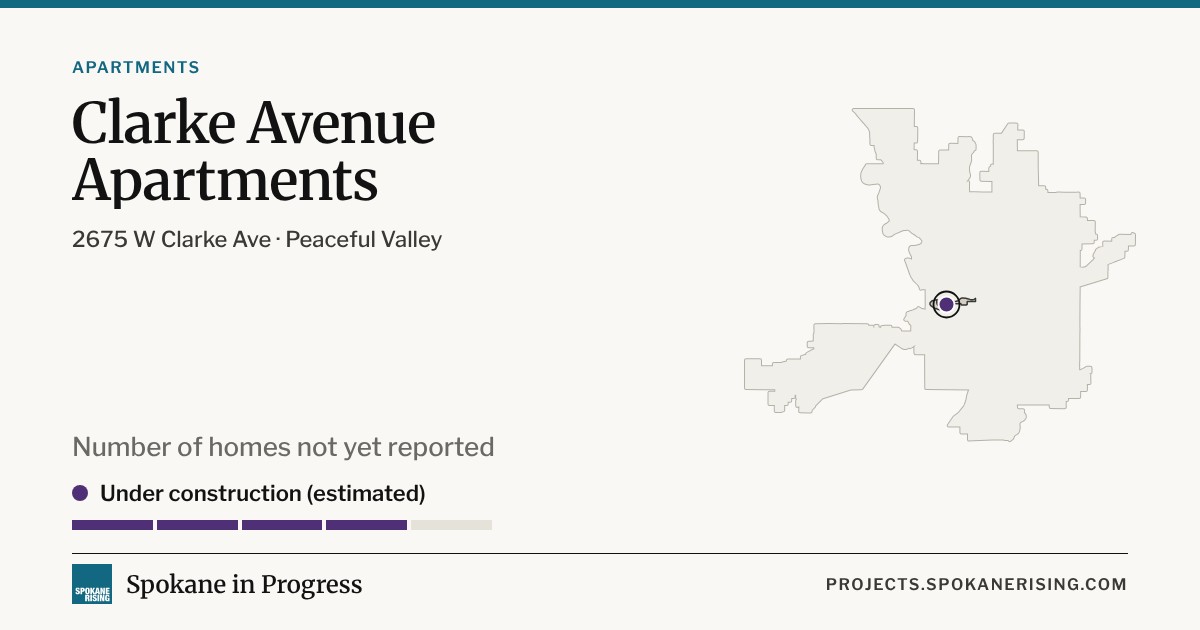 APARTMENTS
Clarke Avenue
Apartments
2675 W Clarke Ave · Peaceful Valley
Number of homes not yet reported
Under construction (estimated)
SPOKANE
RISING
Spokane in Progress
PROJECTS.SPOKANERISING.COM